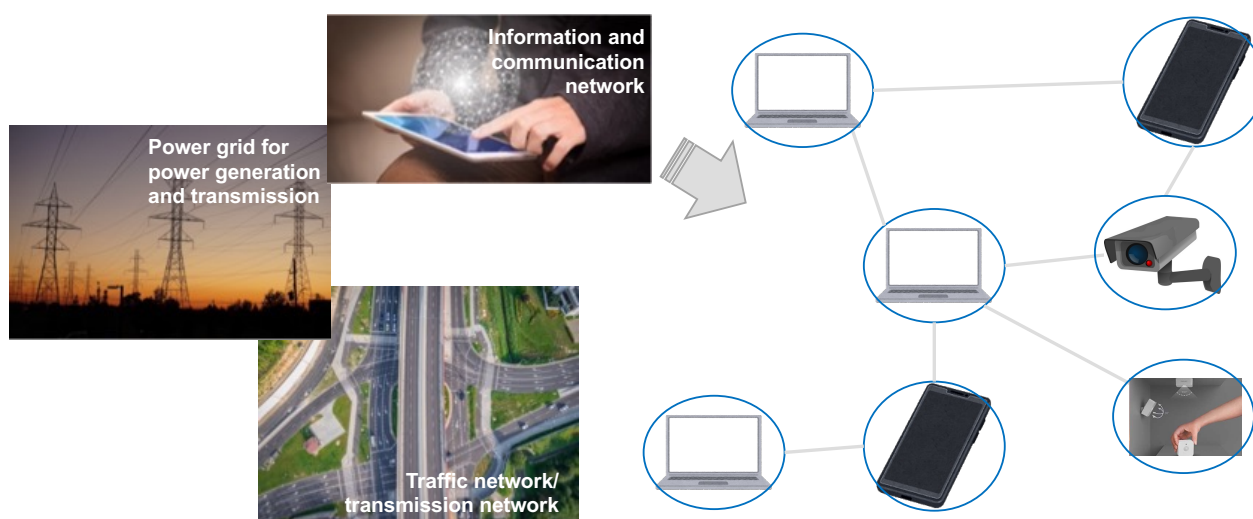 Information and
communication
network
Power grid for
power generation
and transmission
Traffic network/
transmission network